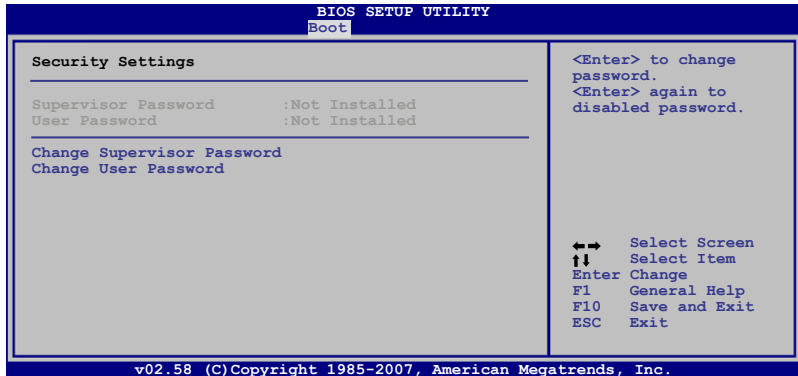 BIOS SETUP UTILITY
Boot
Security Settings
Supervisor Password :Not Installed
User Password :Not Installed
Change Supervisor Password
Change User Password
<Enter> to change
password.
<Enter> again to
disabled password.
←→ Select Screen
↑↓ Select Item
Enter Change
F1 General Help
F10 Save and Exit
ESC Exit
v02.58 (C)Copyright 1985-2007, American Megatrends, Inc.